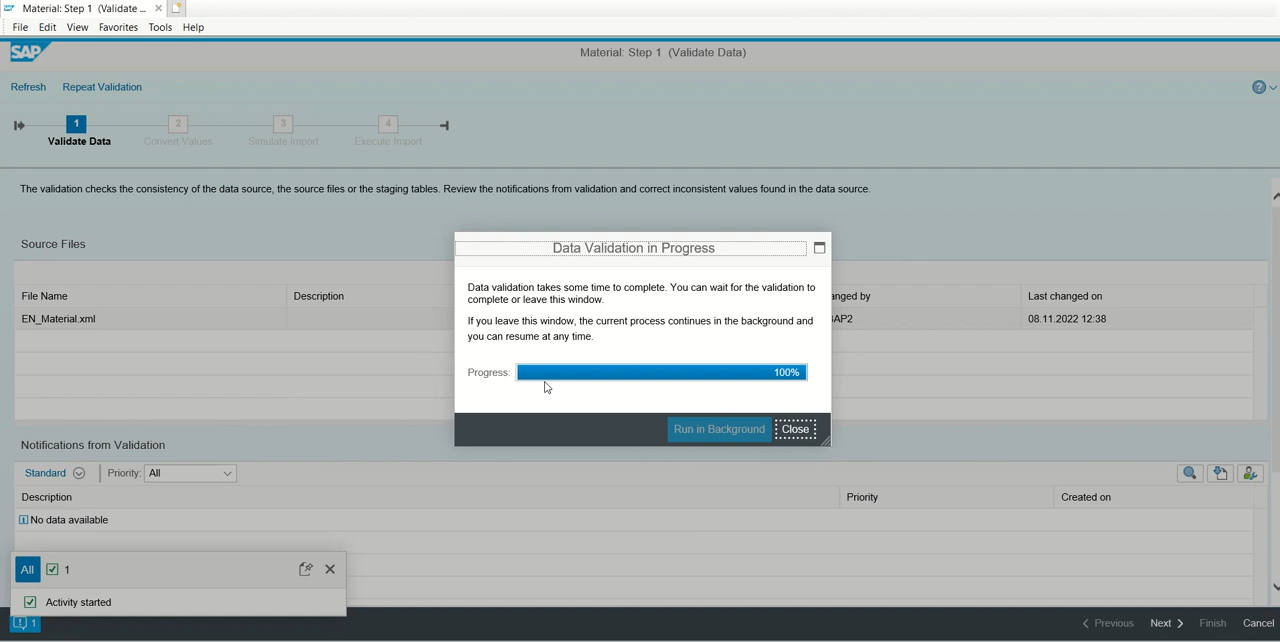 Material: Step 1 (Validate ...
File Edit View Favorites Tools Help
SAP
Material: Step 1 (Validate Data)
Refresh Repeat Validation
1 2 3 4
Validate Data Convert Values Simulate Import Execute Import
The validation checks the consistency of the data source, the source files or the staging tables. Review the notifications from validation and correct inconsistent values found in the data source.
Source Files
File Name Description anged by Last changed on
EN_Material.xml AP2 08.11.2022 12:38
Data Validation in Progress
Data validation takes some time to complete. You can wait for the validation to
complete or leave this window.
If you leave this window, the current process continues in the background and
you can resume at any time.
Progress: 100%
Run in Background Close
Notifications from Validation
Standard Priority: All
Description Priority Created on
No data available
All 1
Activity started
1 Previous Next Finish Cancel